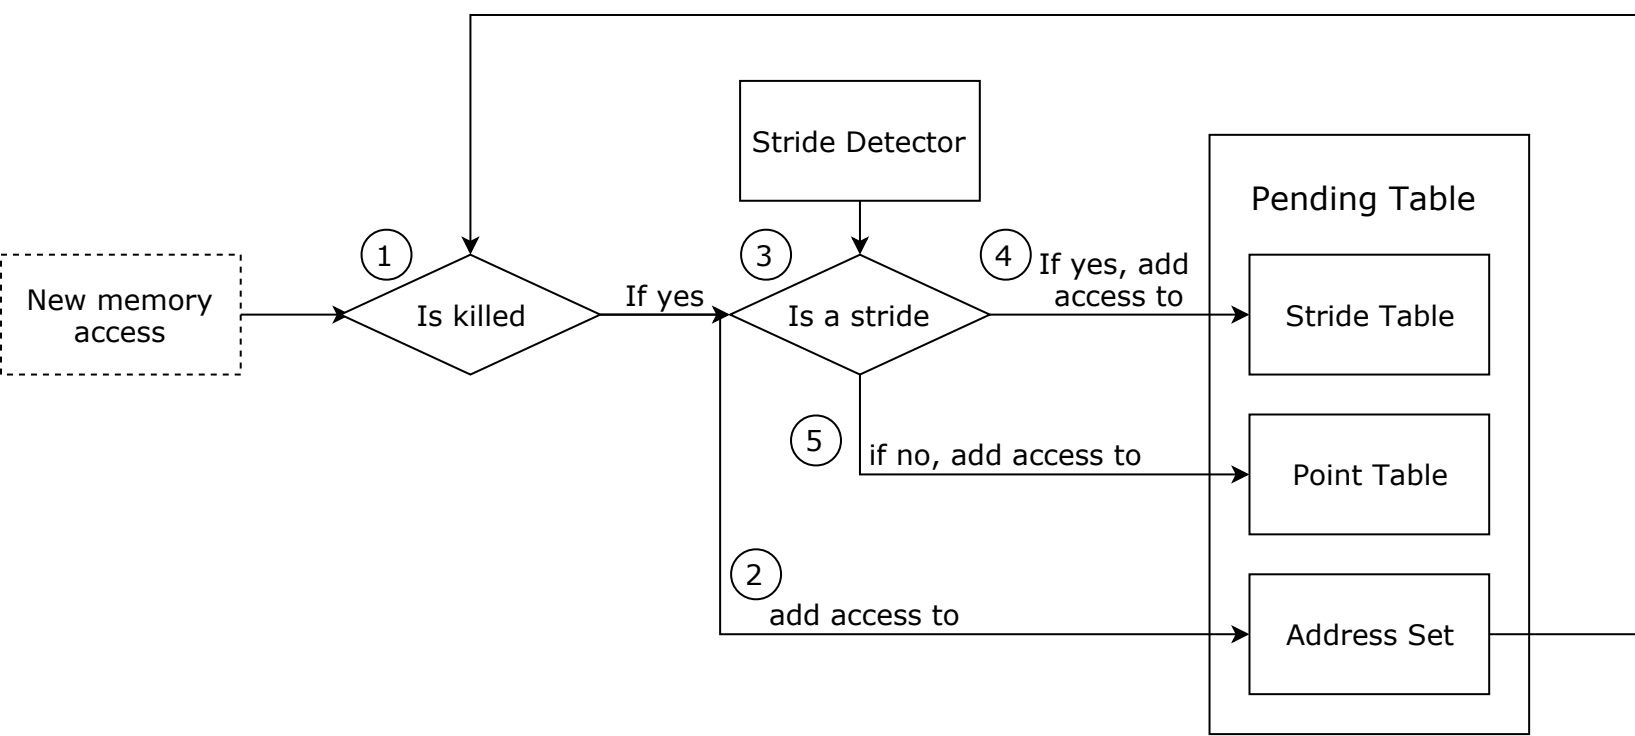 Stride Detector
Pending Table
1
3
4
If yes, add
access to
New memory
access
Is killed
If yes
Is a stride
Stride Table
5
if no, add access to
Point Table
2
add access to
Address Set